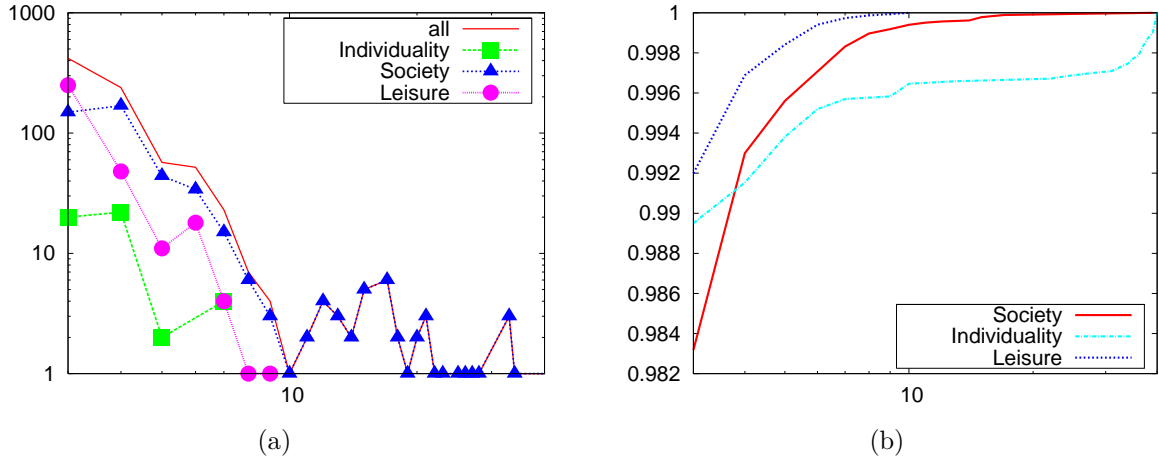 1000
100
10
1
10
all
Individuality
Society
Leisure
(a)
1
0.998
0.996
0.994
0.992
0.99
0.988
0.986
0.984
0.982
10
Society
Individuality
Leisure
(b)